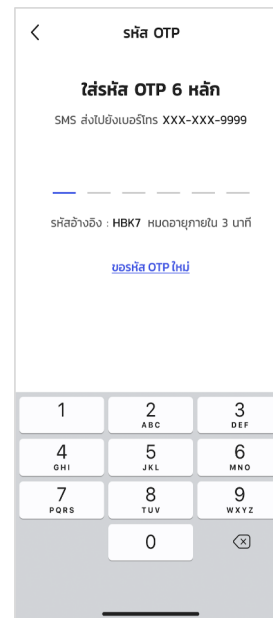 รหัส OTP
ใส่รหัส OTP 6 หลัก
SMS ส่งไปยังเบอร์โทร XXX-XXX-9999
รหัสอ้างอิง : HBK7 หมดอายุภายใน 3 นาที
ขอรหัส OTP ใหม่
1 2 3
ABC DEF
4 5 6
GHI JKL MNO
7 8 9
PQRS TUV WXYZ
0